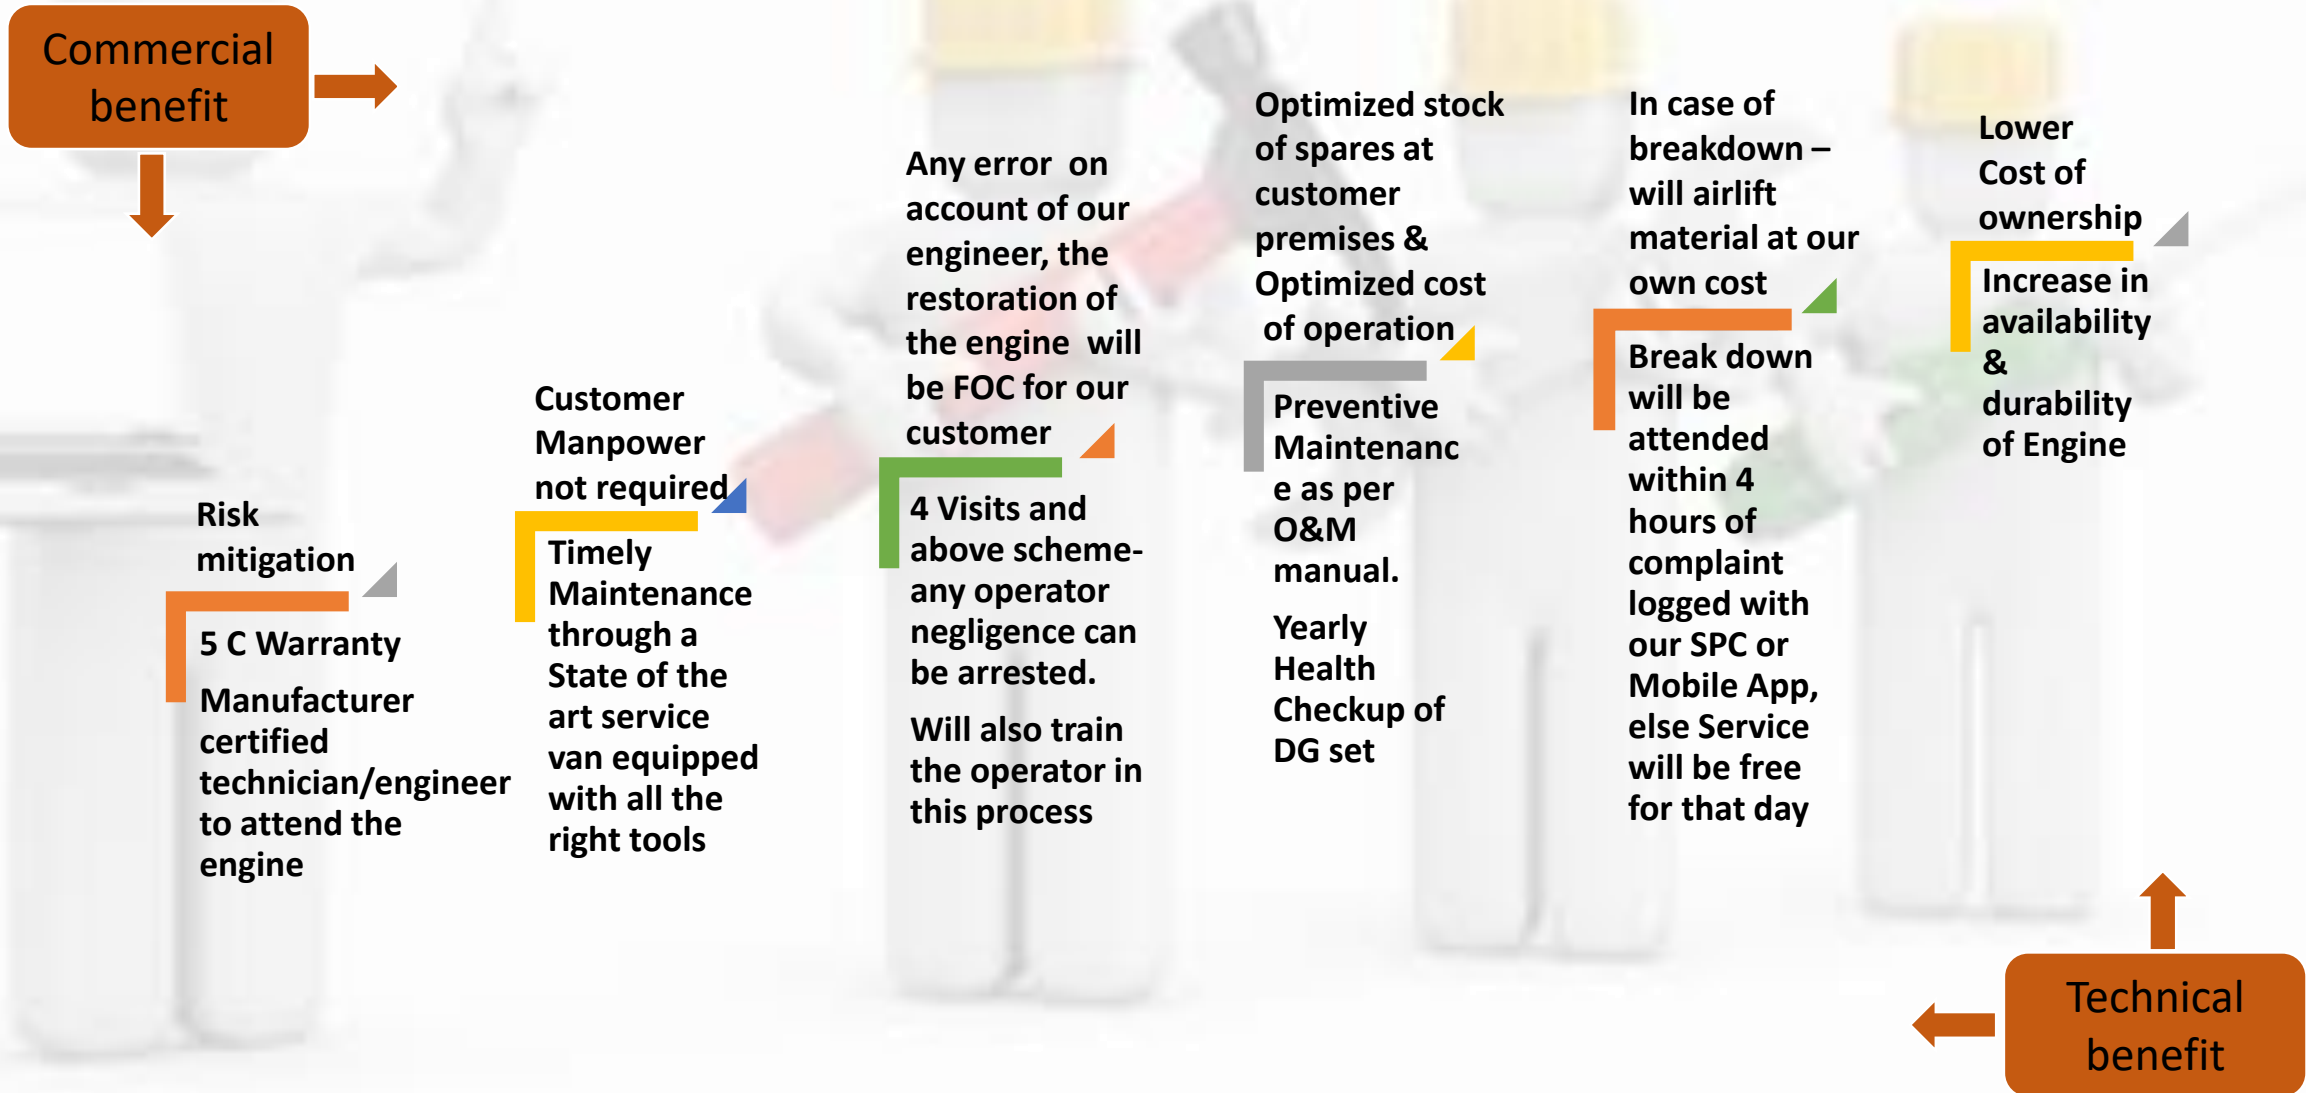 Commercial
benefit
Risk
mitigation
5 C Warranty
Manufacturer
certified
technician/engineer
to attend the
engine
Customer
Manpower
not required
Timely
Maintenance
through a
State of the
art service
van equipped
with all the
right tools
Any error on
account of our
engineer, the
restoration of
the engine will
be FOC for our
customer
4 Visits and
above scheme-
any operator
negligence can
be arrested.
Will also train
the operator in
this process
Optimized stock
of spares at
customer
premises &
Optimized cost
of operation
Preventive
Maintenanc
e as per
O&M
manual.
Yearly
Health
Checkup of
DG set
In case of
breakdown –
will airlift
material at our
own cost
Break down
will be
attended
within 4
hours of
complaint
logged with
our SPC or
Mobile App,
else Service
will be free
for that day
Lower
Cost of
ownership
Increase in
availability
&
durability
of Engine
Technical
benefit